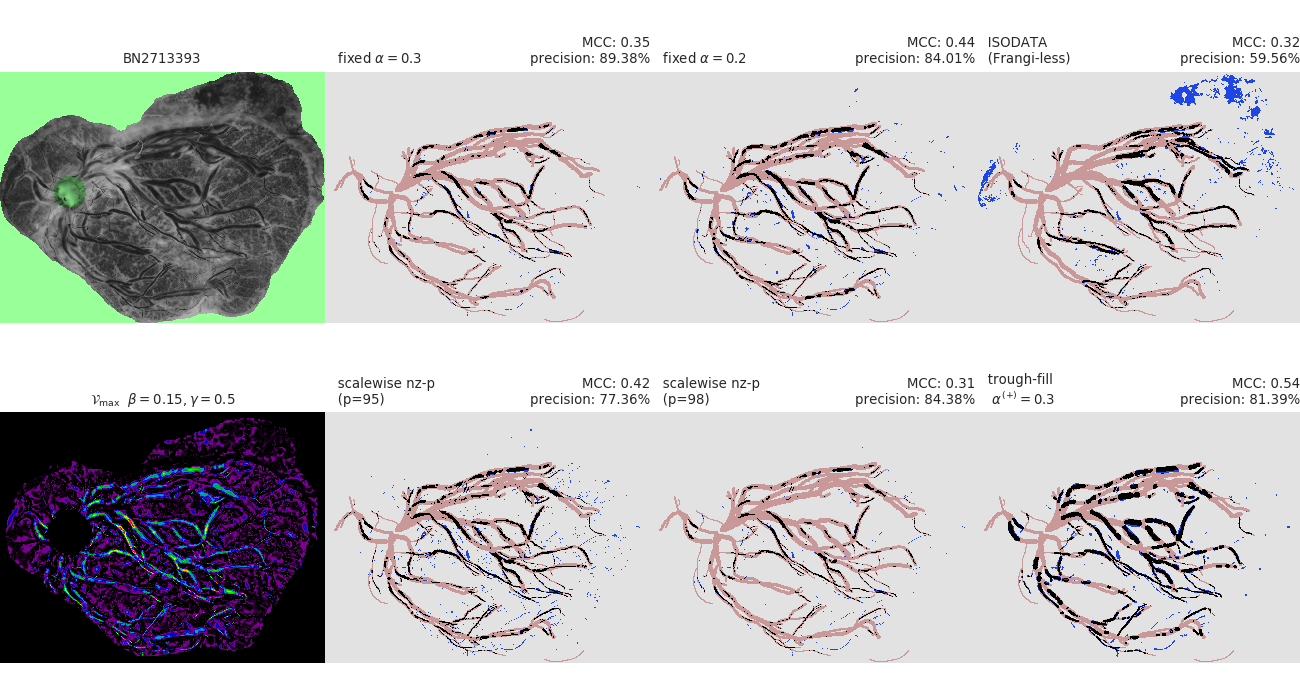 BN2713393
fixed α = 0.3
MCC: 0.35
precision: 89.38%
fixed α = 0.2
MCC: 0.44
precision: 84.01%
ISODATA
(Frangi-less)
MCC: 0.32
precision: 59.56%
𝒱max β = 0.15, γ = 0.5
scalewise nz-p
(p=95)
MCC: 0.42
precision: 77.36%
scalewise nz-p
(p=98)
MCC: 0.31
precision: 84.38%
trough-fill
α(+) = 0.3
MCC: 0.54
precision: 81.39%